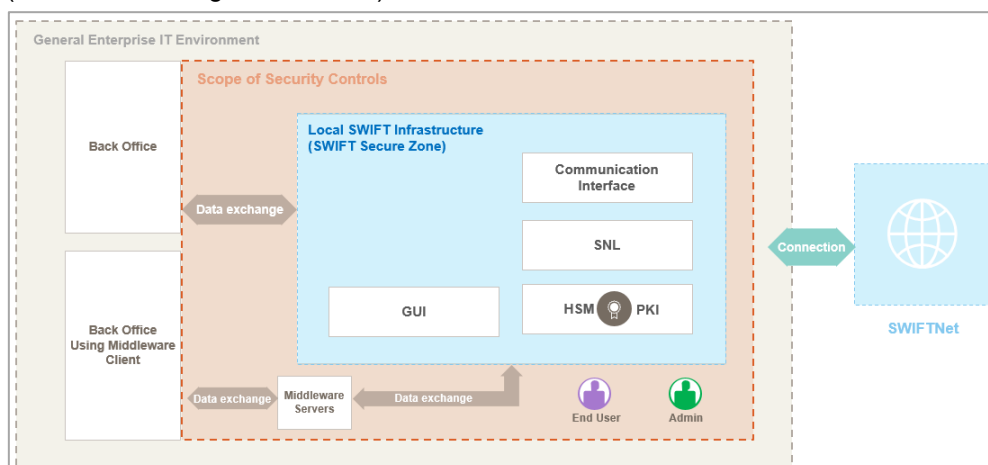 General Enterprise IT Environment
Scope of Security Controls
Back Office
Local SWIFT Infrastructure
(SWIFT Secure Zone)
Communication
Interface
Data exchange
SNL
Connection
GUI
HSM PKI
SWIFTNet
Back Office
Using Middleware
Client
Data exchange
Middleware
Servers
Data exchange
End User
Admin